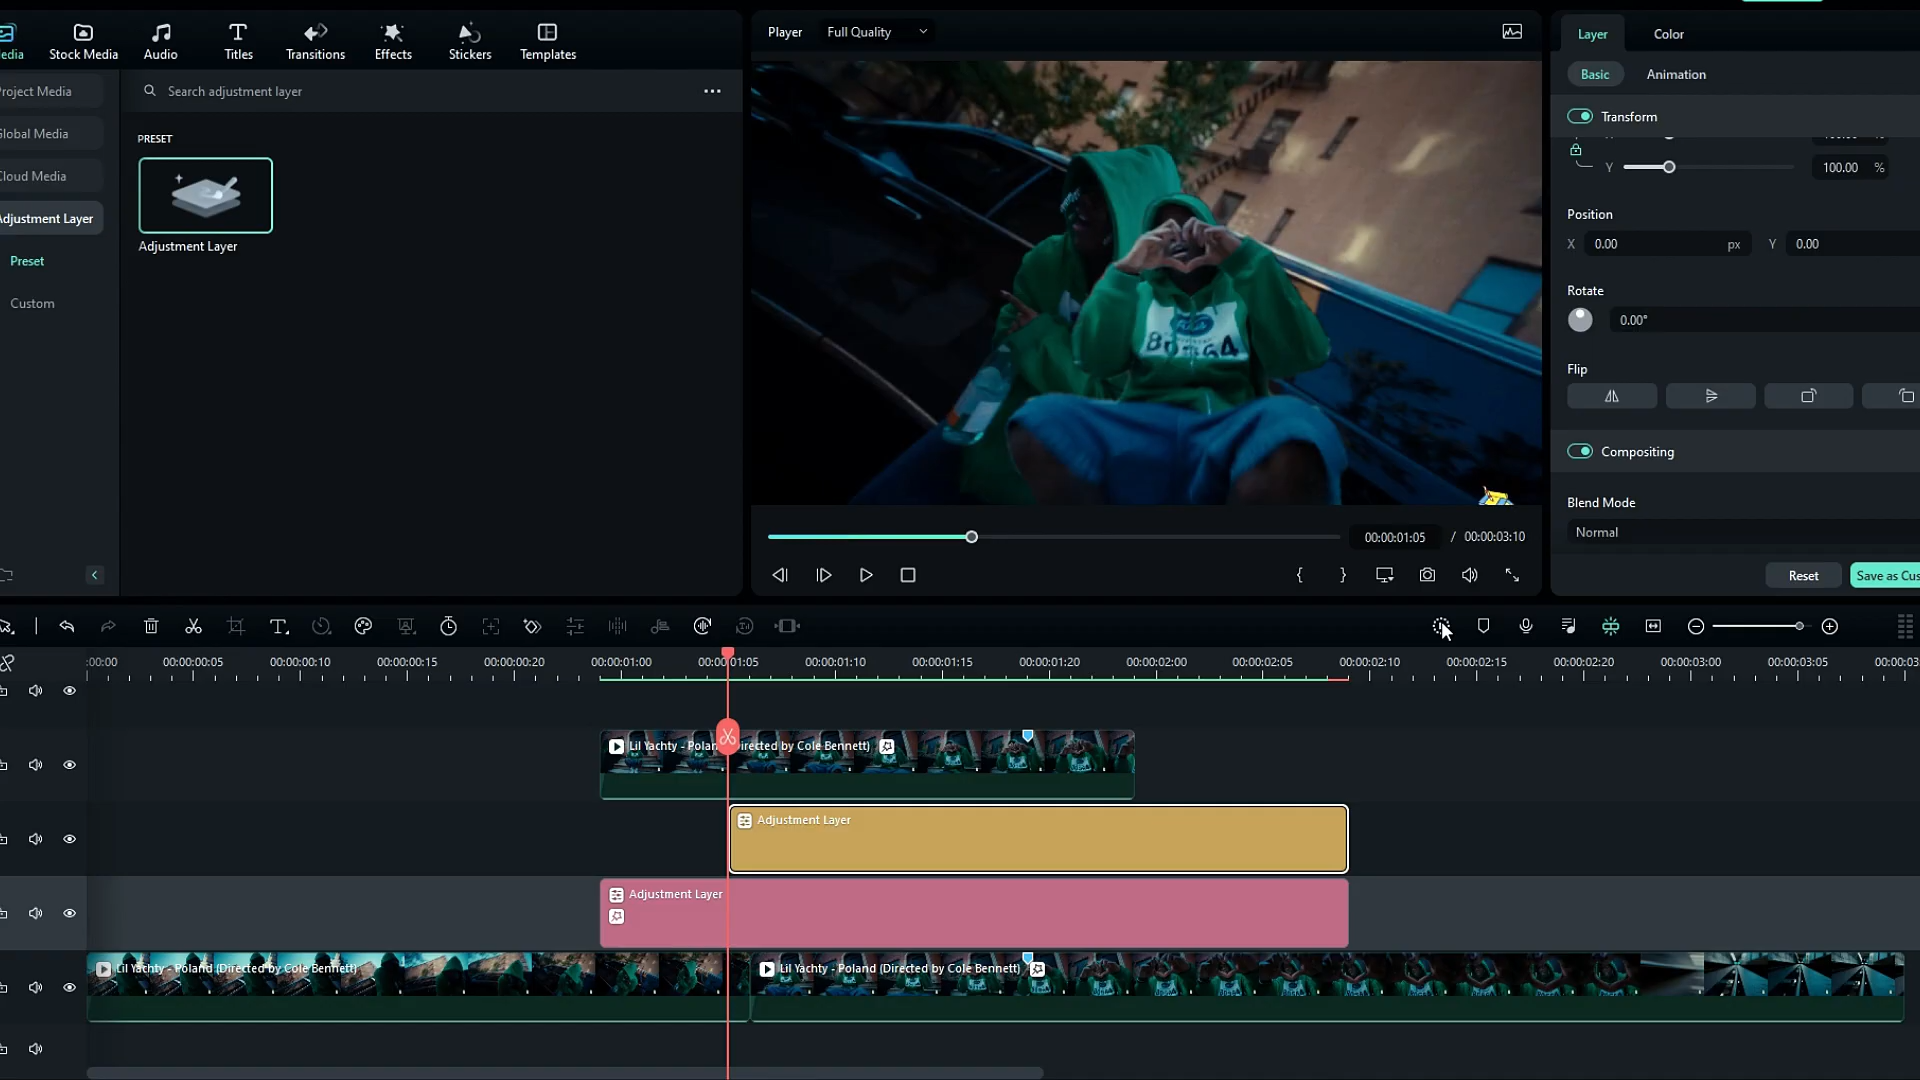 edia
Stock Media
Audio
Titles
Transitions
Effects
Stickers
Templates
Player
Full Quality
Layer
Color
roject Media
lobal Media
loud Media
Adjustment Layer
Preset
Custom
Search adjustment layer
PRESET
Adjustment Layer
Basic
Animation
Transform
Y
100.00
%
Position
X
0.00
px
Y
0.00
Rotate
0.00°
Flip
Compositing
Blend Mode
Normal
Reset
Save as Cus
00:00:01:05
/
00:00:03:10
:00:00
00:00:00:05
00:00:00:10
00:00:00:15
00:00:00:20
00:00:01:00
00:00:01:05
00:00:01:10
00:00:01:15
00:00:01:20
00:00:02:00
00:00:02:05
00:00:02:10
00:00:02:15
00:00:02:20
00:00:03:00
00:00:03:05
00:00:03
Lil Yachty - Polan
irected by Cole Bennett)
Adjustment Layer
Adjustment Layer
Lil Yachty - Poland (Directed by Cole Bennett)
Lil Yachty - Poland (Directed by Cole Bennett)